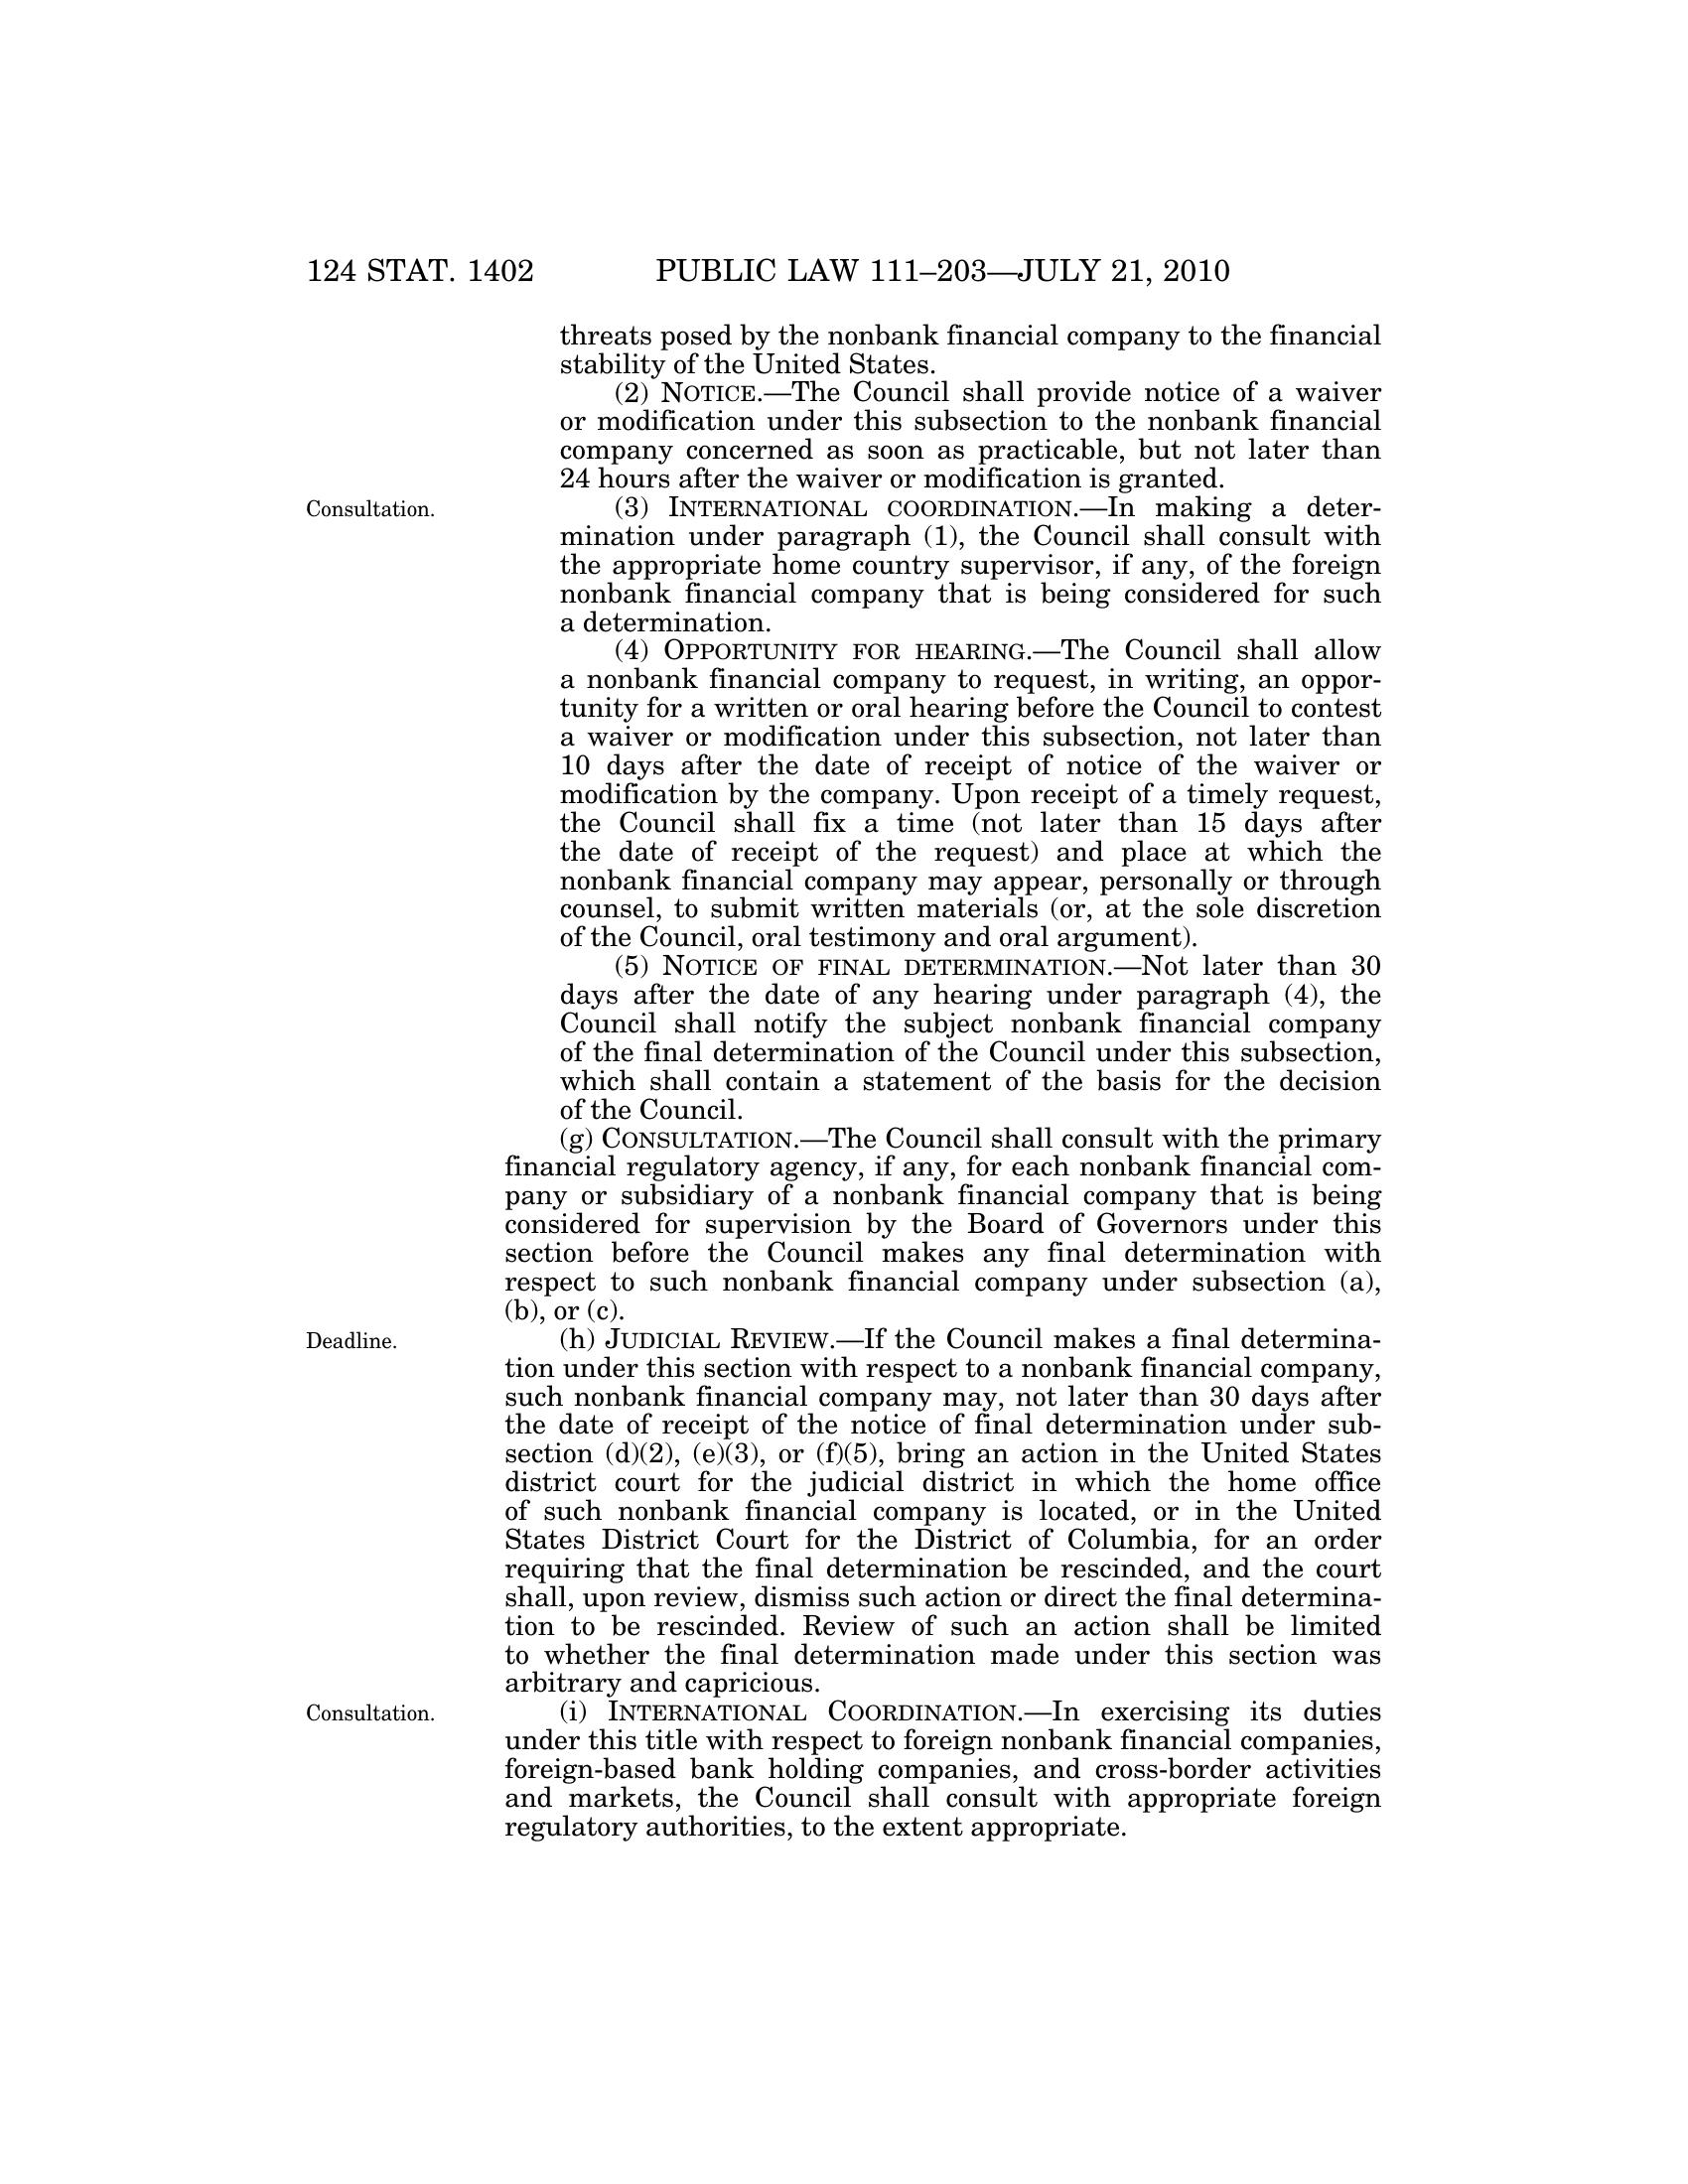 124 STAT. 1402 PUBLIC LAW 111–203—JULY 21, 2010
threats posed by the nonbank financial company to the financial
stability of the United States.
(2) NOTICE.—The Council shall provide notice of a waiver
or modification under this subsection to the nonbank financial
company concerned as soon as practicable, but not later than
24 hours after the waiver or modification is granted.
Consultation.
(3) INTERNATIONAL COORDINATION.—In making a deter-
mination under paragraph (1), the Council shall consult with
the appropriate home country supervisor, if any, of the foreign
nonbank financial company that is being considered for such
a determination.
(4) OPPORTUNITY FOR HEARING.—The Council shall allow
a nonbank financial company to request, in writing, an oppor-
tunity for a written or oral hearing before the Council to contest
a waiver or modification under this subsection, not later than
10 days after the date of receipt of notice of the waiver or
modification by the company. Upon receipt of a timely request,
the Council shall fix a time (not later than 15 days after
the date of receipt of the request) and place at which the
nonbank financial company may appear, personally or through
counsel, to submit written materials (or, at the sole discretion
of the Council, oral testimony and oral argument).
(5) NOTICE OF FINAL DETERMINATION.—Not later than 30
days after the date of any hearing under paragraph (4), the
Council shall notify the subject nonbank financial company
of the final determination of the Council under this subsection,
which shall contain a statement of the basis for the decision
of the Council.
(g) CONSULTATION.—The Council shall consult with the primary
financial regulatory agency, if any, for each nonbank financial com-
pany or subsidiary of a nonbank financial company that is being
considered for supervision by the Board of Governors under this
section before the Council makes any final determination with
respect to such nonbank financial company under subsection (a),
(b), or (c).
Deadline.
(h) JUDICIAL REVIEW.—If the Council makes a final determina-
tion under this section with respect to a nonbank financial company,
such nonbank financial company may, not later than 30 days after
the date of receipt of the notice of final determination under sub-
section (d)(2), (e)(3), or (f)(5), bring an action in the United States
district court for the judicial district in which the home office
of such nonbank financial company is located, or in the United
States District Court for the District of Columbia, for an order
requiring that the final determination be rescinded, and the court
shall, upon review, dismiss such action or direct the final determina-
tion to be rescinded. Review of such an action shall be limited
to whether the final determination made under this section was
arbitrary and capricious.
Consultation.
(i) INTERNATIONAL COORDINATION.—In exercising its duties
under this title with respect to foreign nonbank financial companies,
foreign-based bank holding companies, and cross-border activities
and markets, the Council shall consult with appropriate foreign
regulatory authorities, to the extent appropriate.